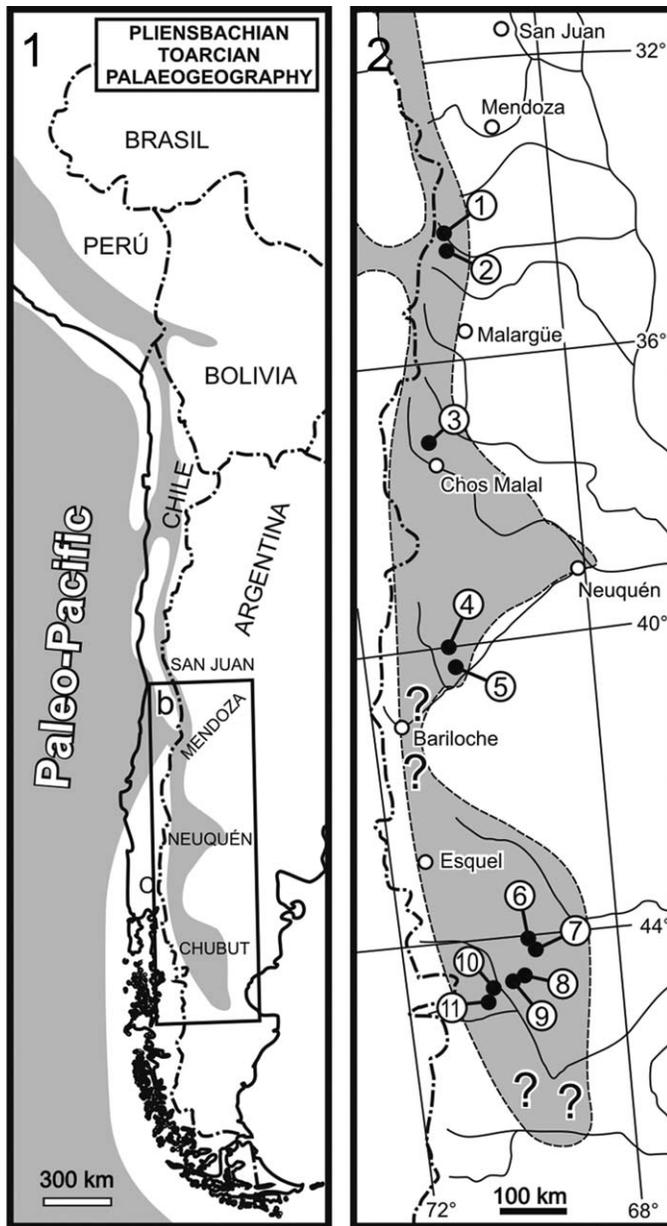 1
PLIENSBACHIAN
TOARCIAN
PALAEOGEOGRAPHY
BRASIL
PERÚ
BOLIVIA
CHILE
ARGENTINA
Paleo-Pacific
SAN JUAN
b
MENDOZA
NEUQUÉN
CHUBUT
300 km
2
San Juan
32°
Mendoza
1
2
Malargüe
36°
3
Chos Malal
Neuquén
4
40°
5
?
Bariloche
?
Esquel
6
44°
7
10
8
11
9
?
?
72°
100 km
68°